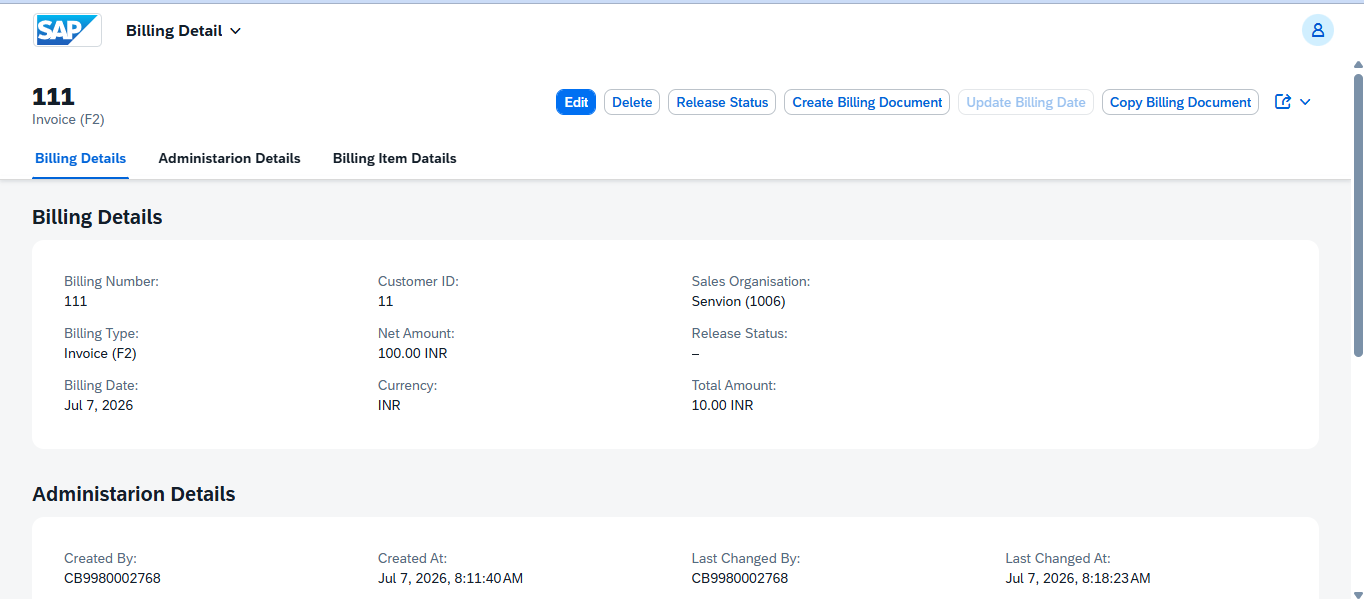 SAP Billing Detail
111
Invoice (F2)
Edit Delete Release Status Create Billing Document Update Billing Date Copy Billing Document
Billing Details Administarion Details Billing Item Datails
Billing Details
Billing Number: Customer ID: Sales Organisation:
111 11 Senvion (1006)
Billing Type: Net Amount: Release Status:
Invoice (F2) 100.00 INR –
Billing Date: Currency: Total Amount:
Jul 7, 2026 INR 10.00 INR
Administarion Details
Created By: Created At: Last Changed By: Last Changed At:
CB9980002768 Jul 7, 2026, 8:11:40 AM CB9980002768 Jul 7, 2026, 8:18:23 AM